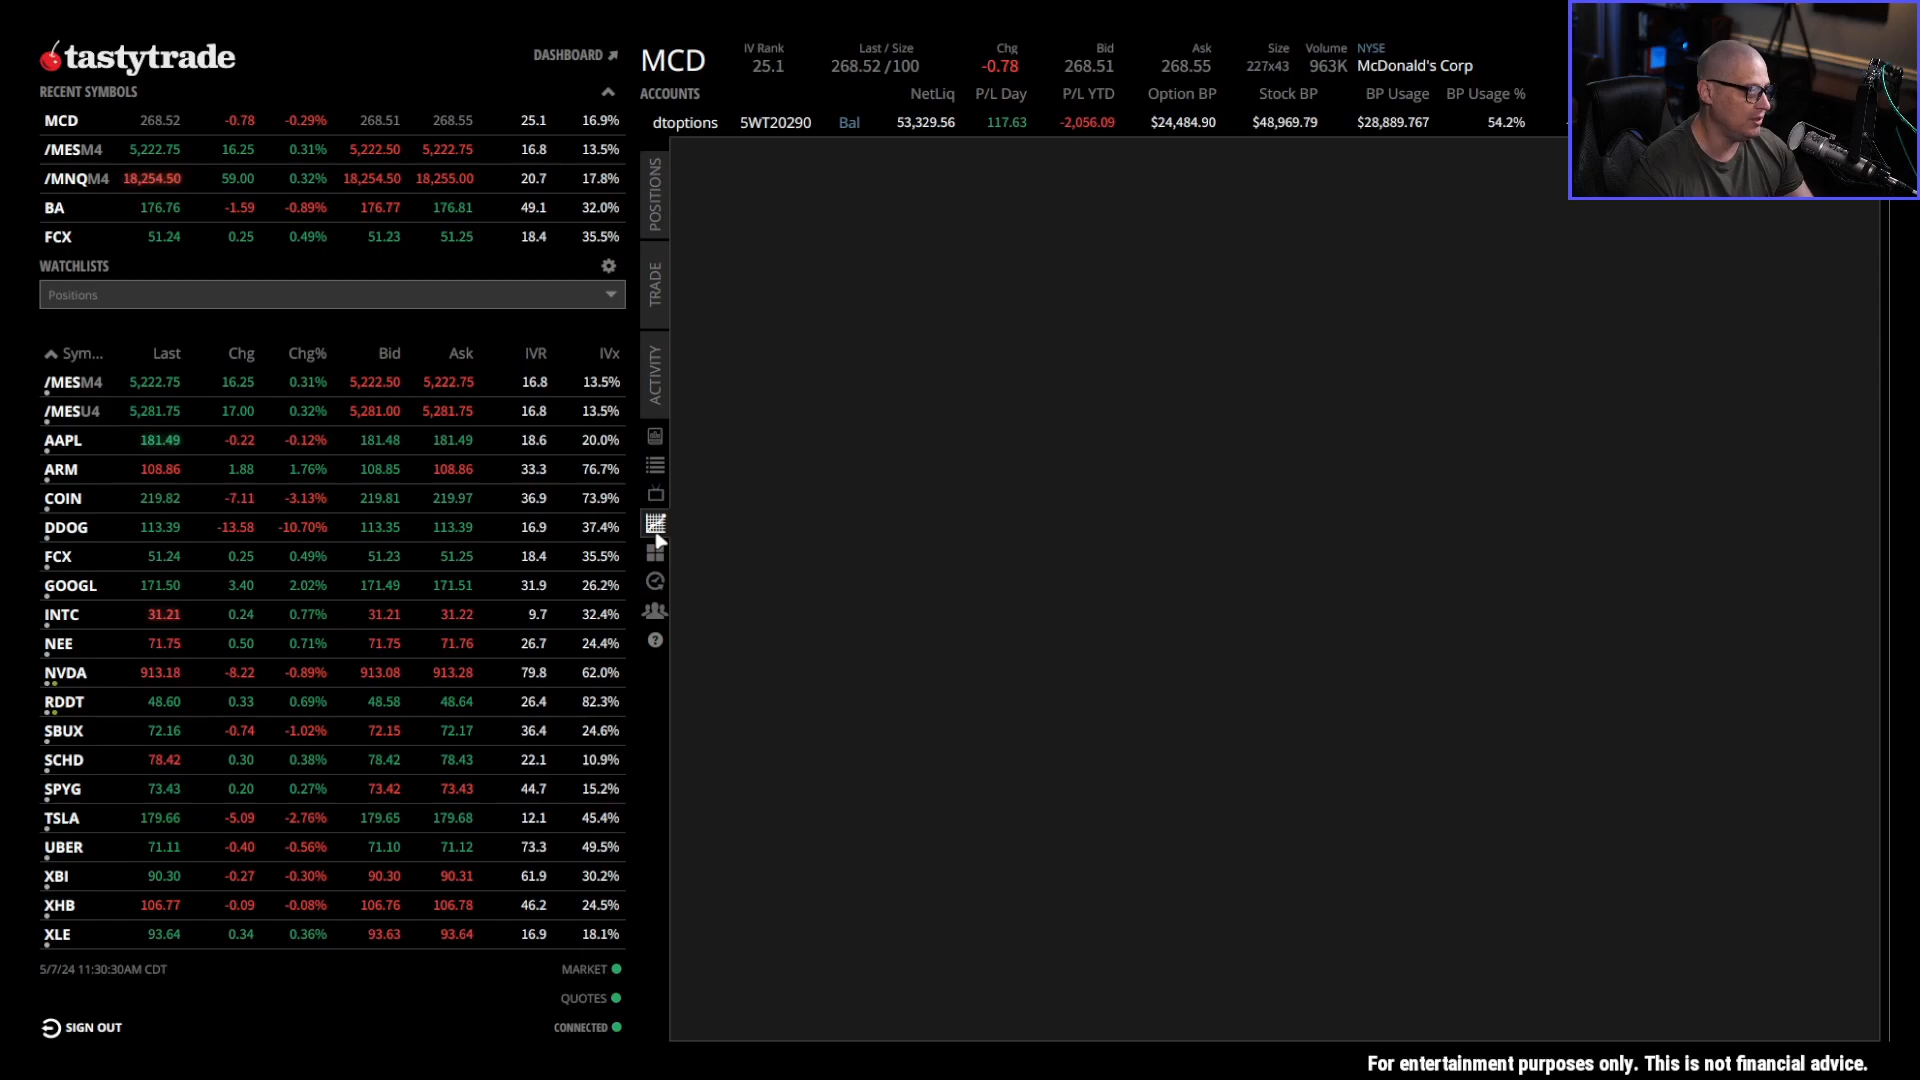 tastytrade
DASHBOARD
RECENT SYMBOLS
MCD 268.52 -0.78 -0.29% 268.51 268.55 25.1 16.9%
/MESM4 5,222.75 16.25 0.31% 5,222.50 5,222.75 16.8 13.5%
/MNQM4 18,254.50 59.00 0.32% 18,254.50 18,255.00 20.7 17.8%
BA 176.76 -1.59 -0.89% 176.77 176.81 49.1 32.0%
FCX 51.24 0.25 0.49% 51.23 51.25 18.4 35.5%
WATCHLISTS
Positions
Sym... Last Chg Chg% Bid Ask IVR IVx
/MESM4 5,222.75 16.25 0.31% 5,222.50 5,222.75 16.8 13.5%
/MESU4 5,281.75 17.00 0.32% 5,281.00 5,281.75 16.8 13.5%
AAPL 181.49 -0.22 -0.12% 181.48 181.49 18.6 20.0%
ARM 108.86 1.88 1.76% 108.85 108.86 33.3 76.7%
COIN 219.82 -7.11 -3.13% 219.81 219.97 36.9 73.9%
DDOG 113.39 -13.58 -10.70% 113.35 113.39 16.9 37.4%
FCX 51.24 0.25 0.49% 51.23 51.25 18.4 35.5%
GOOGL 171.50 3.40 2.02% 171.49 171.51 31.9 26.2%
INTC 31.21 0.24 0.77% 31.21 31.22 9.7 32.4%
NEE 71.75 0.50 0.71% 71.75 71.76 26.7 24.4%
NVDA 913.18 -8.22 -0.89% 913.08 913.28 79.8 62.0%
RDDT 48.60 0.33 0.69% 48.58 48.64 26.4 82.3%
SBUX 72.16 -0.74 -1.02% 72.15 72.17 36.4 24.6%
SCHD 78.42 0.30 0.38% 78.42 78.43 22.1 10.9%
SPYG 73.43 0.20 0.27% 73.42 73.43 44.7 15.2%
TSLA 179.66 -5.09 -2.76% 179.65 179.68 12.1 45.4%
UBER 71.11 -0.40 -0.56% 71.10 71.12 73.3 49.5%
XBI 90.30 -0.27 -0.30% 90.30 90.31 61.9 30.2%
XHB 106.77 -0.09 -0.08% 106.76 106.78 46.2 24.5%
XLE 93.64 0.34 0.36% 93.63 93.64 16.9 18.1%
5/7/24 11:30:30AM CDT
MARKET
QUOTES
CONNECTED
SIGN OUT
MCD
IV Rank Last / Size Chg Bid Ask Size Volume NYSE
25.1 268.52 /100 -0.78 268.51 268.55 227x43 963K McDonald's Corp
ACCOUNTS NetLiq P/L Day P/L YTD Option BP Stock BP BP Usage BP Usage %
dtoptions 5WT20290 Bal 53,329.56 117.63 -2,056.09 $24,484.90 $48,969.79 $28,889.767 54.2%
POSITIONS
TRADE
ACTIVITY
For entertainment purposes only. This is not financial advice.